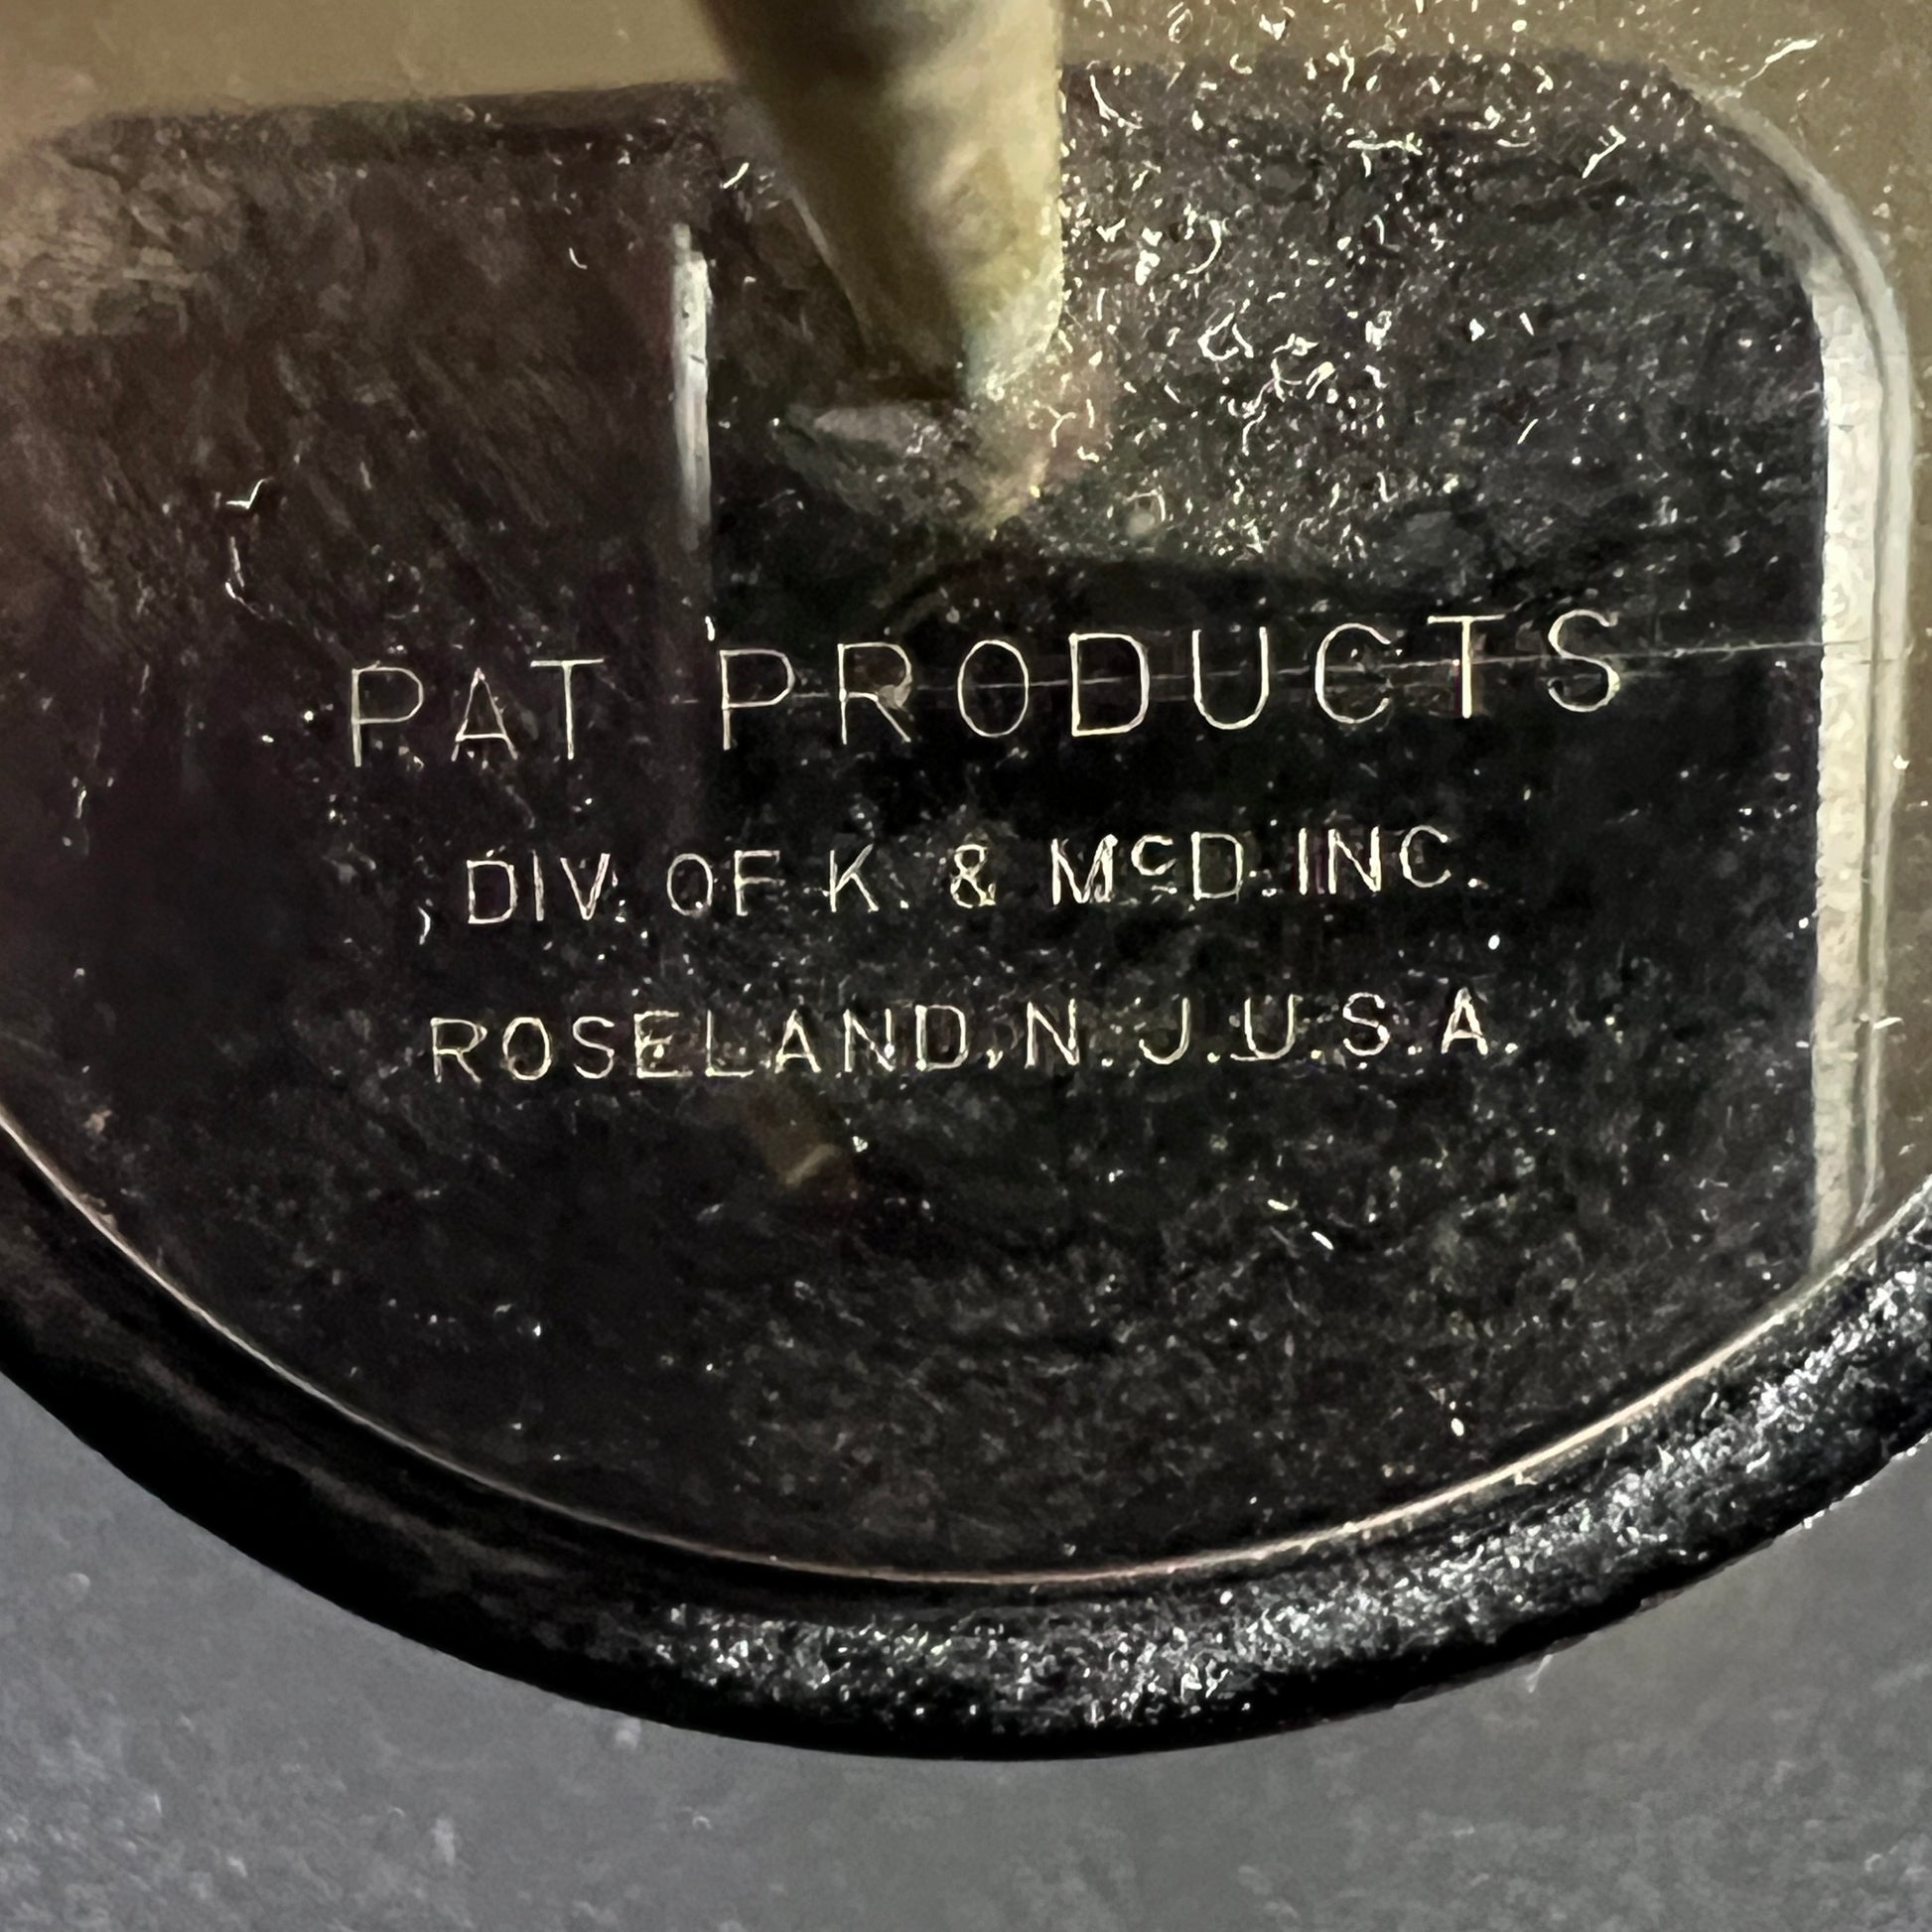 PAT PRODUCTS
DIV. OF K. & McD. INC.
ROSELAND, N.J. U.S.A.